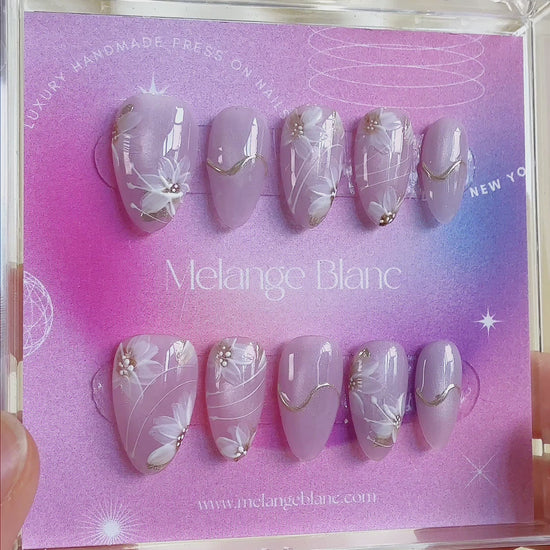 LUXURY HANDMADE PRESS ON NAILS
NEW YO
Melange Blanc
www.melangeblanc.com